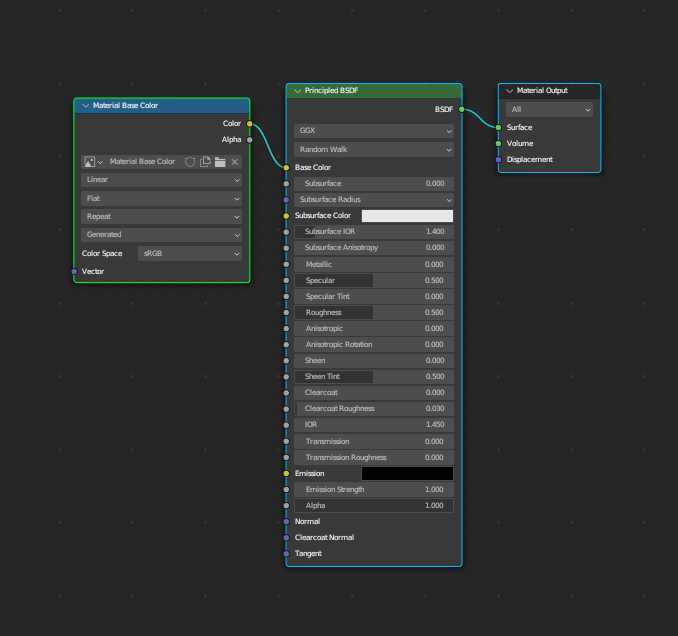 Material Base Color
Color
Alpha
Material Base Color
Linear
Flat
Repeat
Generated
Color Space sRGB
Vector
Principled BSDF
BSDF
GGX
Random Walk
Base Color
Subsurface 0.000
Subsurface Radius
Subsurface Color
Subsurface IOR 1.400
Subsurface Anisotropy 0.000
Metallic 0.000
Specular 0.500
Specular Tint 0.000
Roughness 0.500
Anisotropic 0.000
Anisotropic Rotation 0.000
Sheen 0.000
Sheen Tint 0.500
Clearcoat 0.000
Clearcoat Roughness 0.030
IOR 1.450
Transmission 0.000
Transmission Roughness 0.000
Emission
Emission Strength 1.000
Alpha 1.000
Normal
Clearcoat Normal
Tangent
Material Output
All
Surface
Volume
Displacement